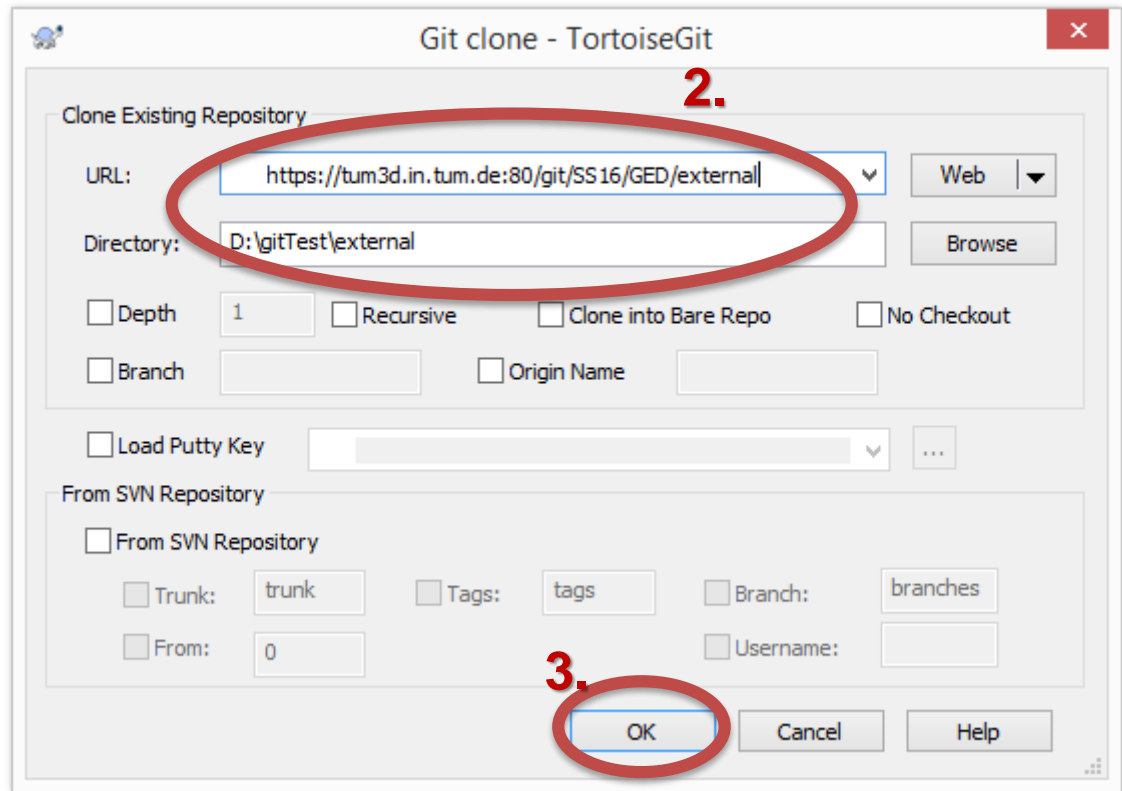 Git clone - TortoiseGit
2.
Clone Existing Repository
URL: https://tum3d.in.tum.de:80/git/SS16/GED/external Web
Directory: D:\gitTest\external Browse
Depth 1 Recursive Clone into Bare Repo No Checkout
Branch Origin Name
Load Putty Key ...
From SVN Repository
From SVN Repository
Trunk: trunk Tags: tags Branch: branches
From: 0 Username:
3.
OK Cancel Help